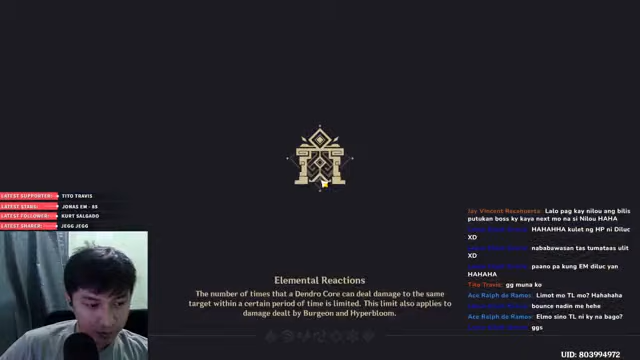 LATEST SUPPORTER: TITO TRAVIS
LATEST STARS: JONAS EM - 55
LATEST FOLLOWER: KURT SALGADO
LATEST SHARER: JEGG JEGG
Elemental Reactions
The number of times that a Dendro Core can deal damage to the same
target within a certain period of time is limited. This limit also applies to
damage dealt by Burgeon and Hyperbloom.
Lalo pag kay nilou ang bilis
putukan boss ky kaya next mo na si Nilou HAHA
HAHAHHA kulet ng HP ni Diluc
XD
nababawasan tas tumataas ulit
XD
paano pa kung EM diluc yan
HAHAHA
Tito Travis: gg muna ko
Ace Ralph de Ramos: Limot mo TL mo? Hahahaha
bounce nadin me hehe
Ace Ralph de Ramos: Elmo sino TL ni ky na bago?
ggs
UID: 803994972